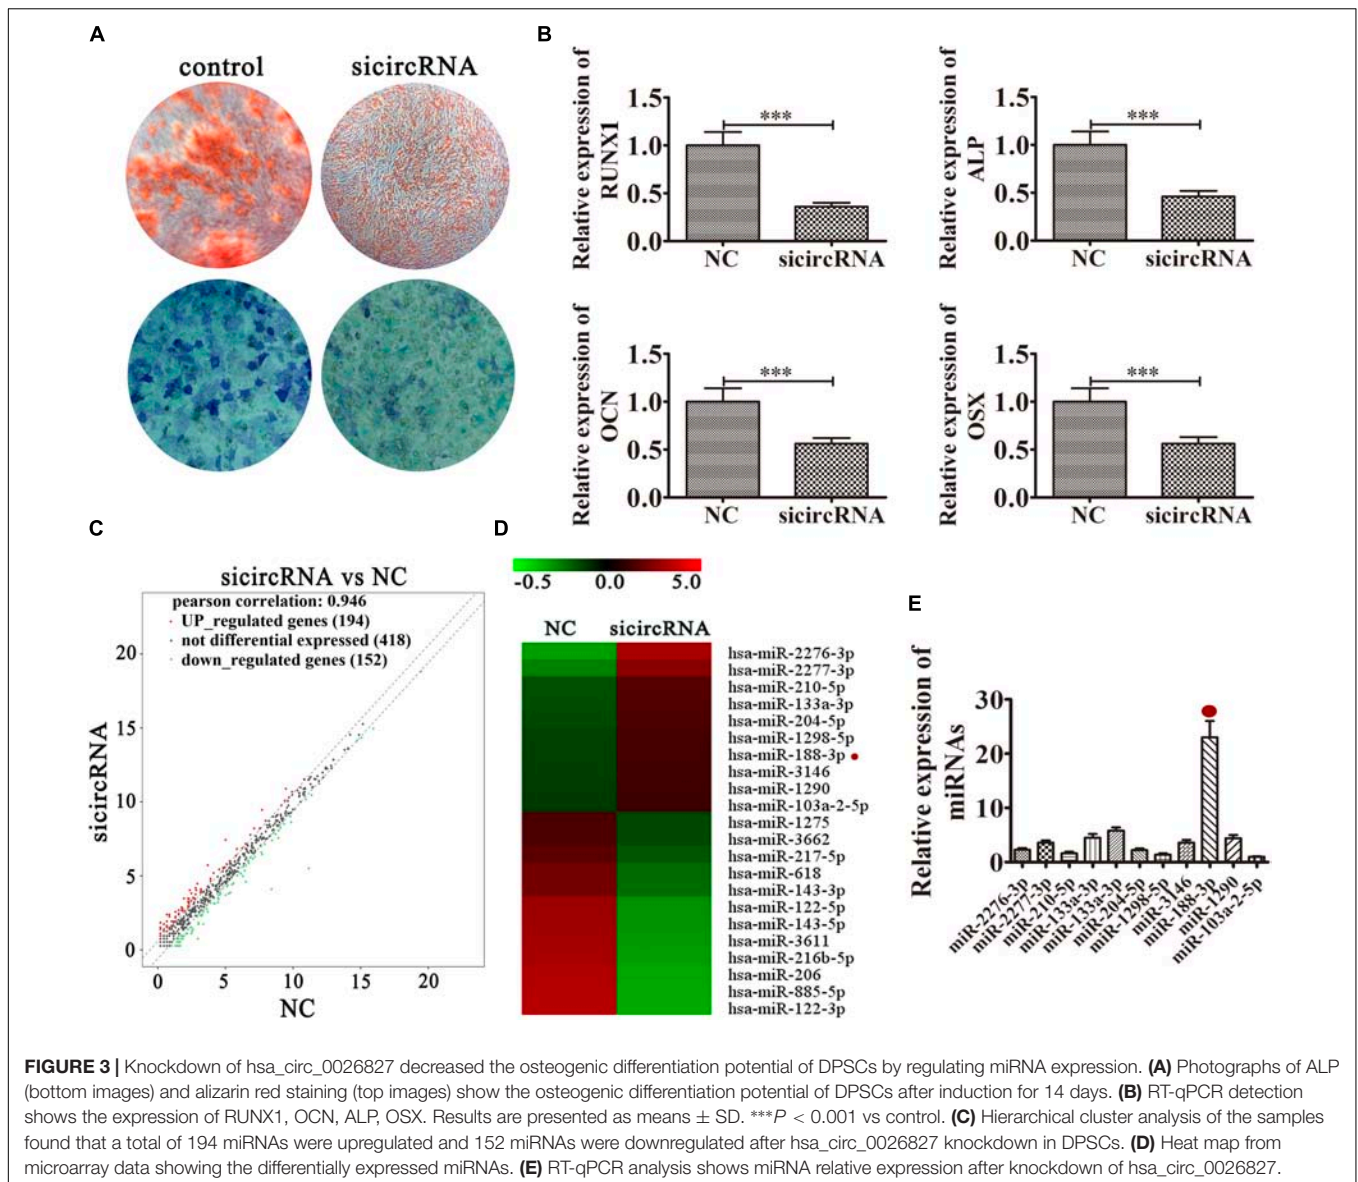 A
control sicircRNA
B
Relative expression of
RUNX1
1.5
1.0
0.5
0.0
***
NC sicircRNA
Relative expression of
ALP
1.5
1.0
0.5
0.0
***
NC sicircRNA
Relative expression of
OCN
1.5
1.0
0.5
0.0
***
NC sicircRNA
Relative expression of
OSX
1.5
1.0
0.5
0.0
***
NC sicircRNA
C
sicircRNA vs NC
pearson correlation: 0.946
UP_regulated genes (194)
not differential expressed (418)
down_regulated genes (152)
sicircRNA
20
15
10
5
0
0 5 10 15 20
NC
D
-0.5 0.0 5.0
NC sicircRNA
hsa-miR-2276-3p
hsa-miR-2277-3p
hsa-miR-210-5p
hsa-miR-133a-3p
hsa-miR-204-5p
hsa-miR-1298-5p
hsa-miR-188-3p
hsa-miR-3146
hsa-miR-1290
hsa-miR-103a-2-5p
hsa-miR-1275
hsa-miR-3662
hsa-miR-217-5p
hsa-miR-618
hsa-miR-143-3p
hsa-miR-122-5p
hsa-miR-143-5p
hsa-miR-3611
hsa-miR-216b-5p
hsa-miR-206
hsa-miR-885-5p
hsa-miR-122-3p
E
Relative expression of
miRNAs
30
20
10
0
miR-2276-3p
miR-2277-3p
miR-210-5p
miR-133a-3p
miR-133a-3p
miR-204-5p
miR-1298-5p
miR-3146
miR-188-3p
miR-1290
miR-103a-2-5p
FIGURE 3 | Knockdown of hsa_circ_0026827 decreased the osteogenic differentiation potential of DPSCs by regulating miRNA expression. (A) Photographs of ALP
(bottom images) and alizarin red staining (top images) show the osteogenic differentiation potential of DPSCs after induction for 14 days. (B) RT-qPCR detection
shows the expression of RUNX1, OCN, ALP, OSX. Results are presented as means ± SD. ***P < 0.001 vs control. (C) Hierarchical cluster analysis of the samples
found that a total of 194 miRNAs were upregulated and 152 miRNAs were downregulated after hsa_circ_0026827 knockdown in DPSCs. (D) Heat map from
microarray data showing the differentially expressed miRNAs. (E) RT-qPCR analysis shows miRNA relative expression after knockdown of hsa_circ_0026827.